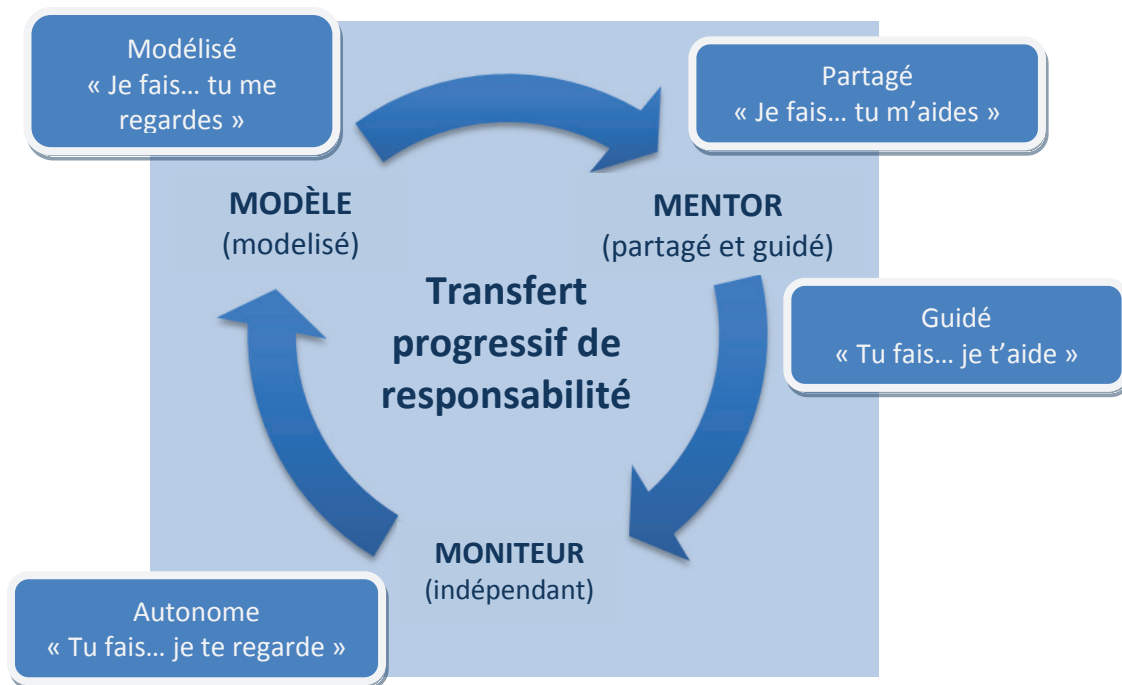 Modélisé
« Je fais… tu me
regardes »
Partagé
« Je fais… tu m’aides »
MODÈLE
(modelisé)
MENTOR
(partagé et guidé)
Transfert
progressif de
responsabilité
Guidé
« Tu fais… je t’aide »
MONITEUR
(indépendant)
Autonome
« Tu fais… je te regarde »